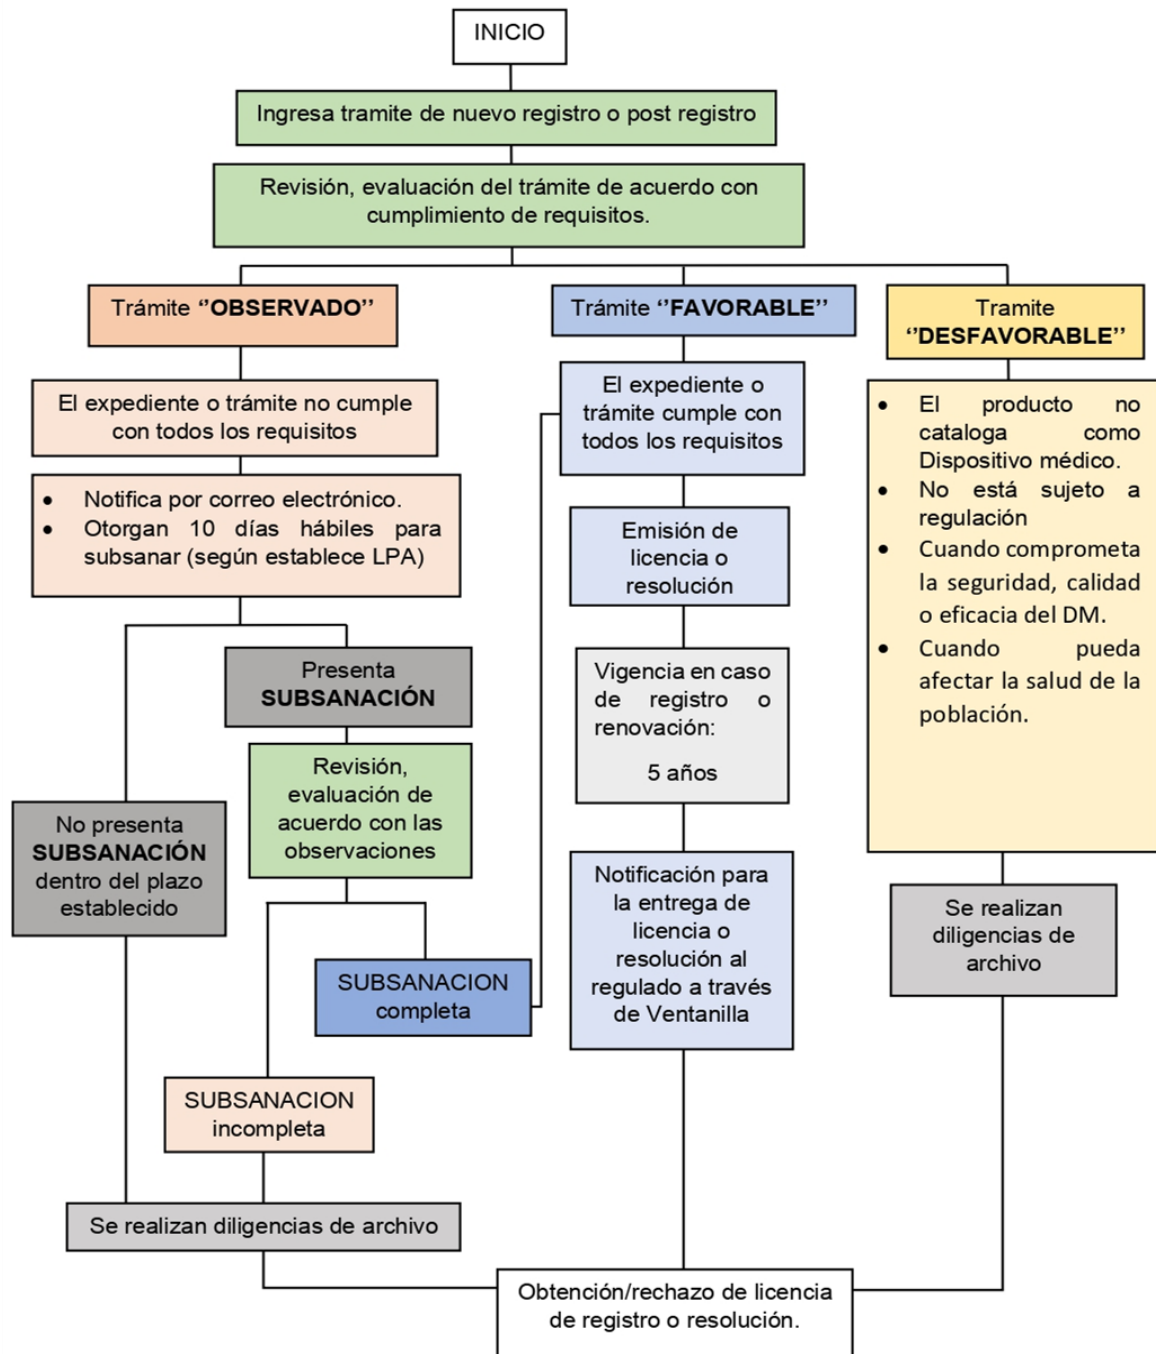 INICIO
Ingresa tramite de nuevo registro o post registro
Revisión, evaluación del trámite de acuerdo con
cumplimiento de requisitos.
Trámite ‘’OBSERVADO’’
El expediente o trámite no cumple
con todos los requisitos
• Notifica por correo electrónico.
• Otorgan 10 días hábiles para
subsanar (según establece LPA)
No presenta
SUBSANACIÓN
dentro del plazo
establecido
Presenta
SUBSANACIÓN
Revisión,
evaluación de
acuerdo con las
observaciones
SUBSANACION
completa
SUBSANACION
incompleta
Se realizan diligencias de archivo
Trámite ‘’FAVORABLE’’
El expediente o
trámite cumple con
todos los requisitos
Emisión de
licencia o
resolución
Vigencia en caso
de registro o
renovación:
5 años
Notificación para
la entrega de
licencia o
resolución al
regulado a través
de Ventanilla
Tramite
‘’DESFAVORABLE’’
• El producto no
cataloga como
Dispositivo médico.
• No está sujeto a
regulación
• Cuando comprometa
la seguridad, calidad
o eficacia del DM.
• Cuando pueda
afectar la salud de la
población.
Se realizan
diligencias de
archivo
Obtención/rechazo de licencia
de registro o resolución.